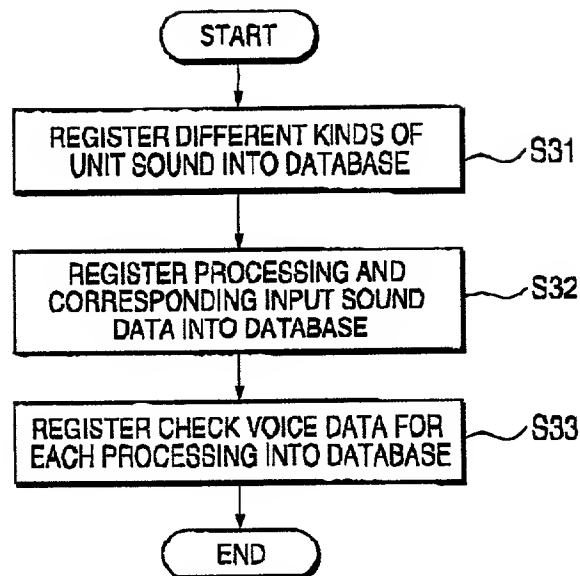 START
REGISTER DIFFERENT KINDS OF
UNIT SOUND INTO DATABASE
S31
REGISTER PROCESSING AND
CORRESPONDING INPUT SOUND
DATA INTO DATABASE
S32
REGISTER CHECK VOICE DATA FOR
EACH PROCESSING INTO DATABASE
S33
END